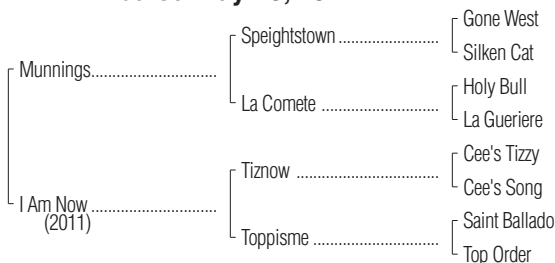 Gone West
Speightstown
Silken Cat
Munnings
Holy Bull
La Comete
La Gueriere
Cee's Tizzy
Tiznow
Cee's Song
I Am Now
(2011)
Saint Ballado
Toppisme
Top Order